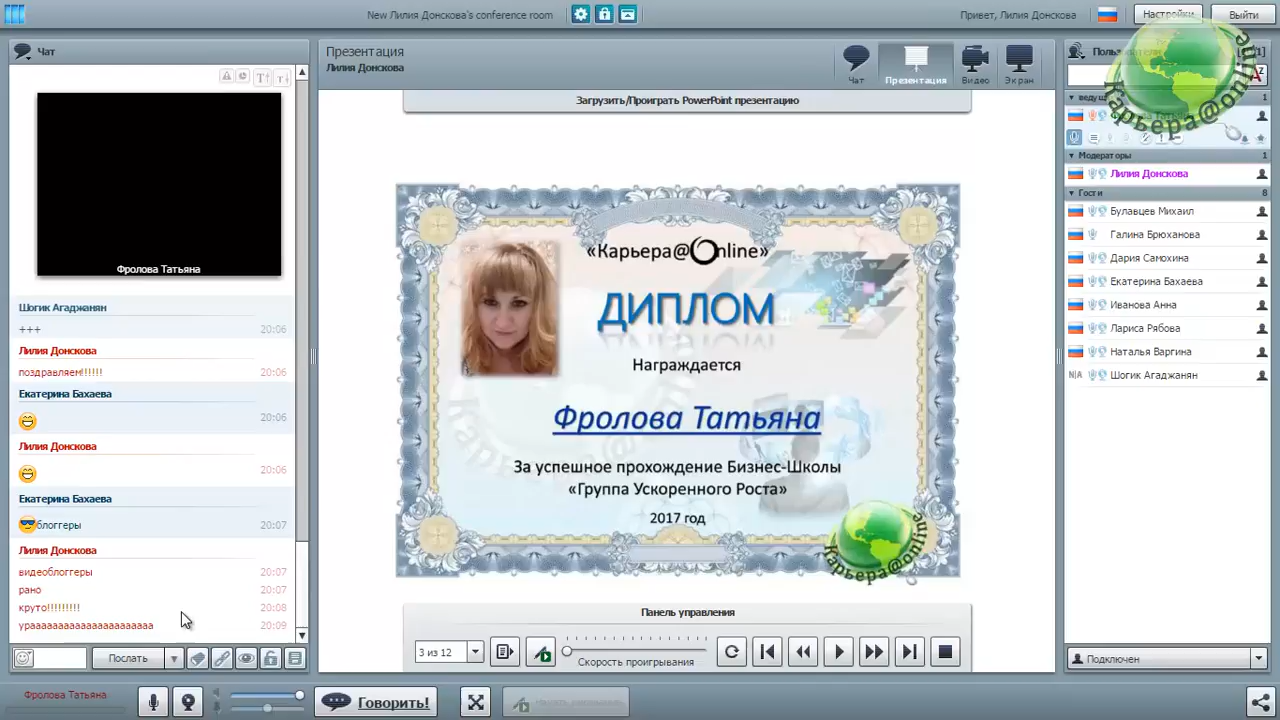 New Лилия Донскова's conference room
Привет, Лилия Донскова
Настройки
Выйти
Чат
Фролова Татьяна
Шогик Агаджанян
+++ 20:06
Лилия Донскова
поздравляем!!!!!! 20:06
Екатерина Бахаева
20:06
Лилия Донскова
20:06
Екатерина Бахаева
блоггеры 20:07
Лилия Донскова
видеоблоггеры 20:07
рано 20:07
круто!!!!!!!!! 20:08
ураааааааааааааааааааааа 20:09
Послать
Презентация
Лилия Донскова
Чат
Презентация
Видео
Экран
Загрузить/Проиграть PowerPoint презентацию
«Карьера@Online»
ДИПЛОМ
Награждается
Фролова Татьяна
За успешное прохождение Бизнес-Школы
«Группа Ускоренного Роста»
2017 год
Карьера@online
Панель управления
3 из 12
Скорость проигрывания
Карьера@online
1
Модераторы 1
Лилия Донскова
Гости 8
Булавцев Михаил
Галина Брюханова
Дария Самохина
Екатерина Бахаева
Иванова Анна
Лариса Рябова
Наталья Варгина
N/A Шогик Агаджанян
Подключен
Фролова Татьяна
Говорить!